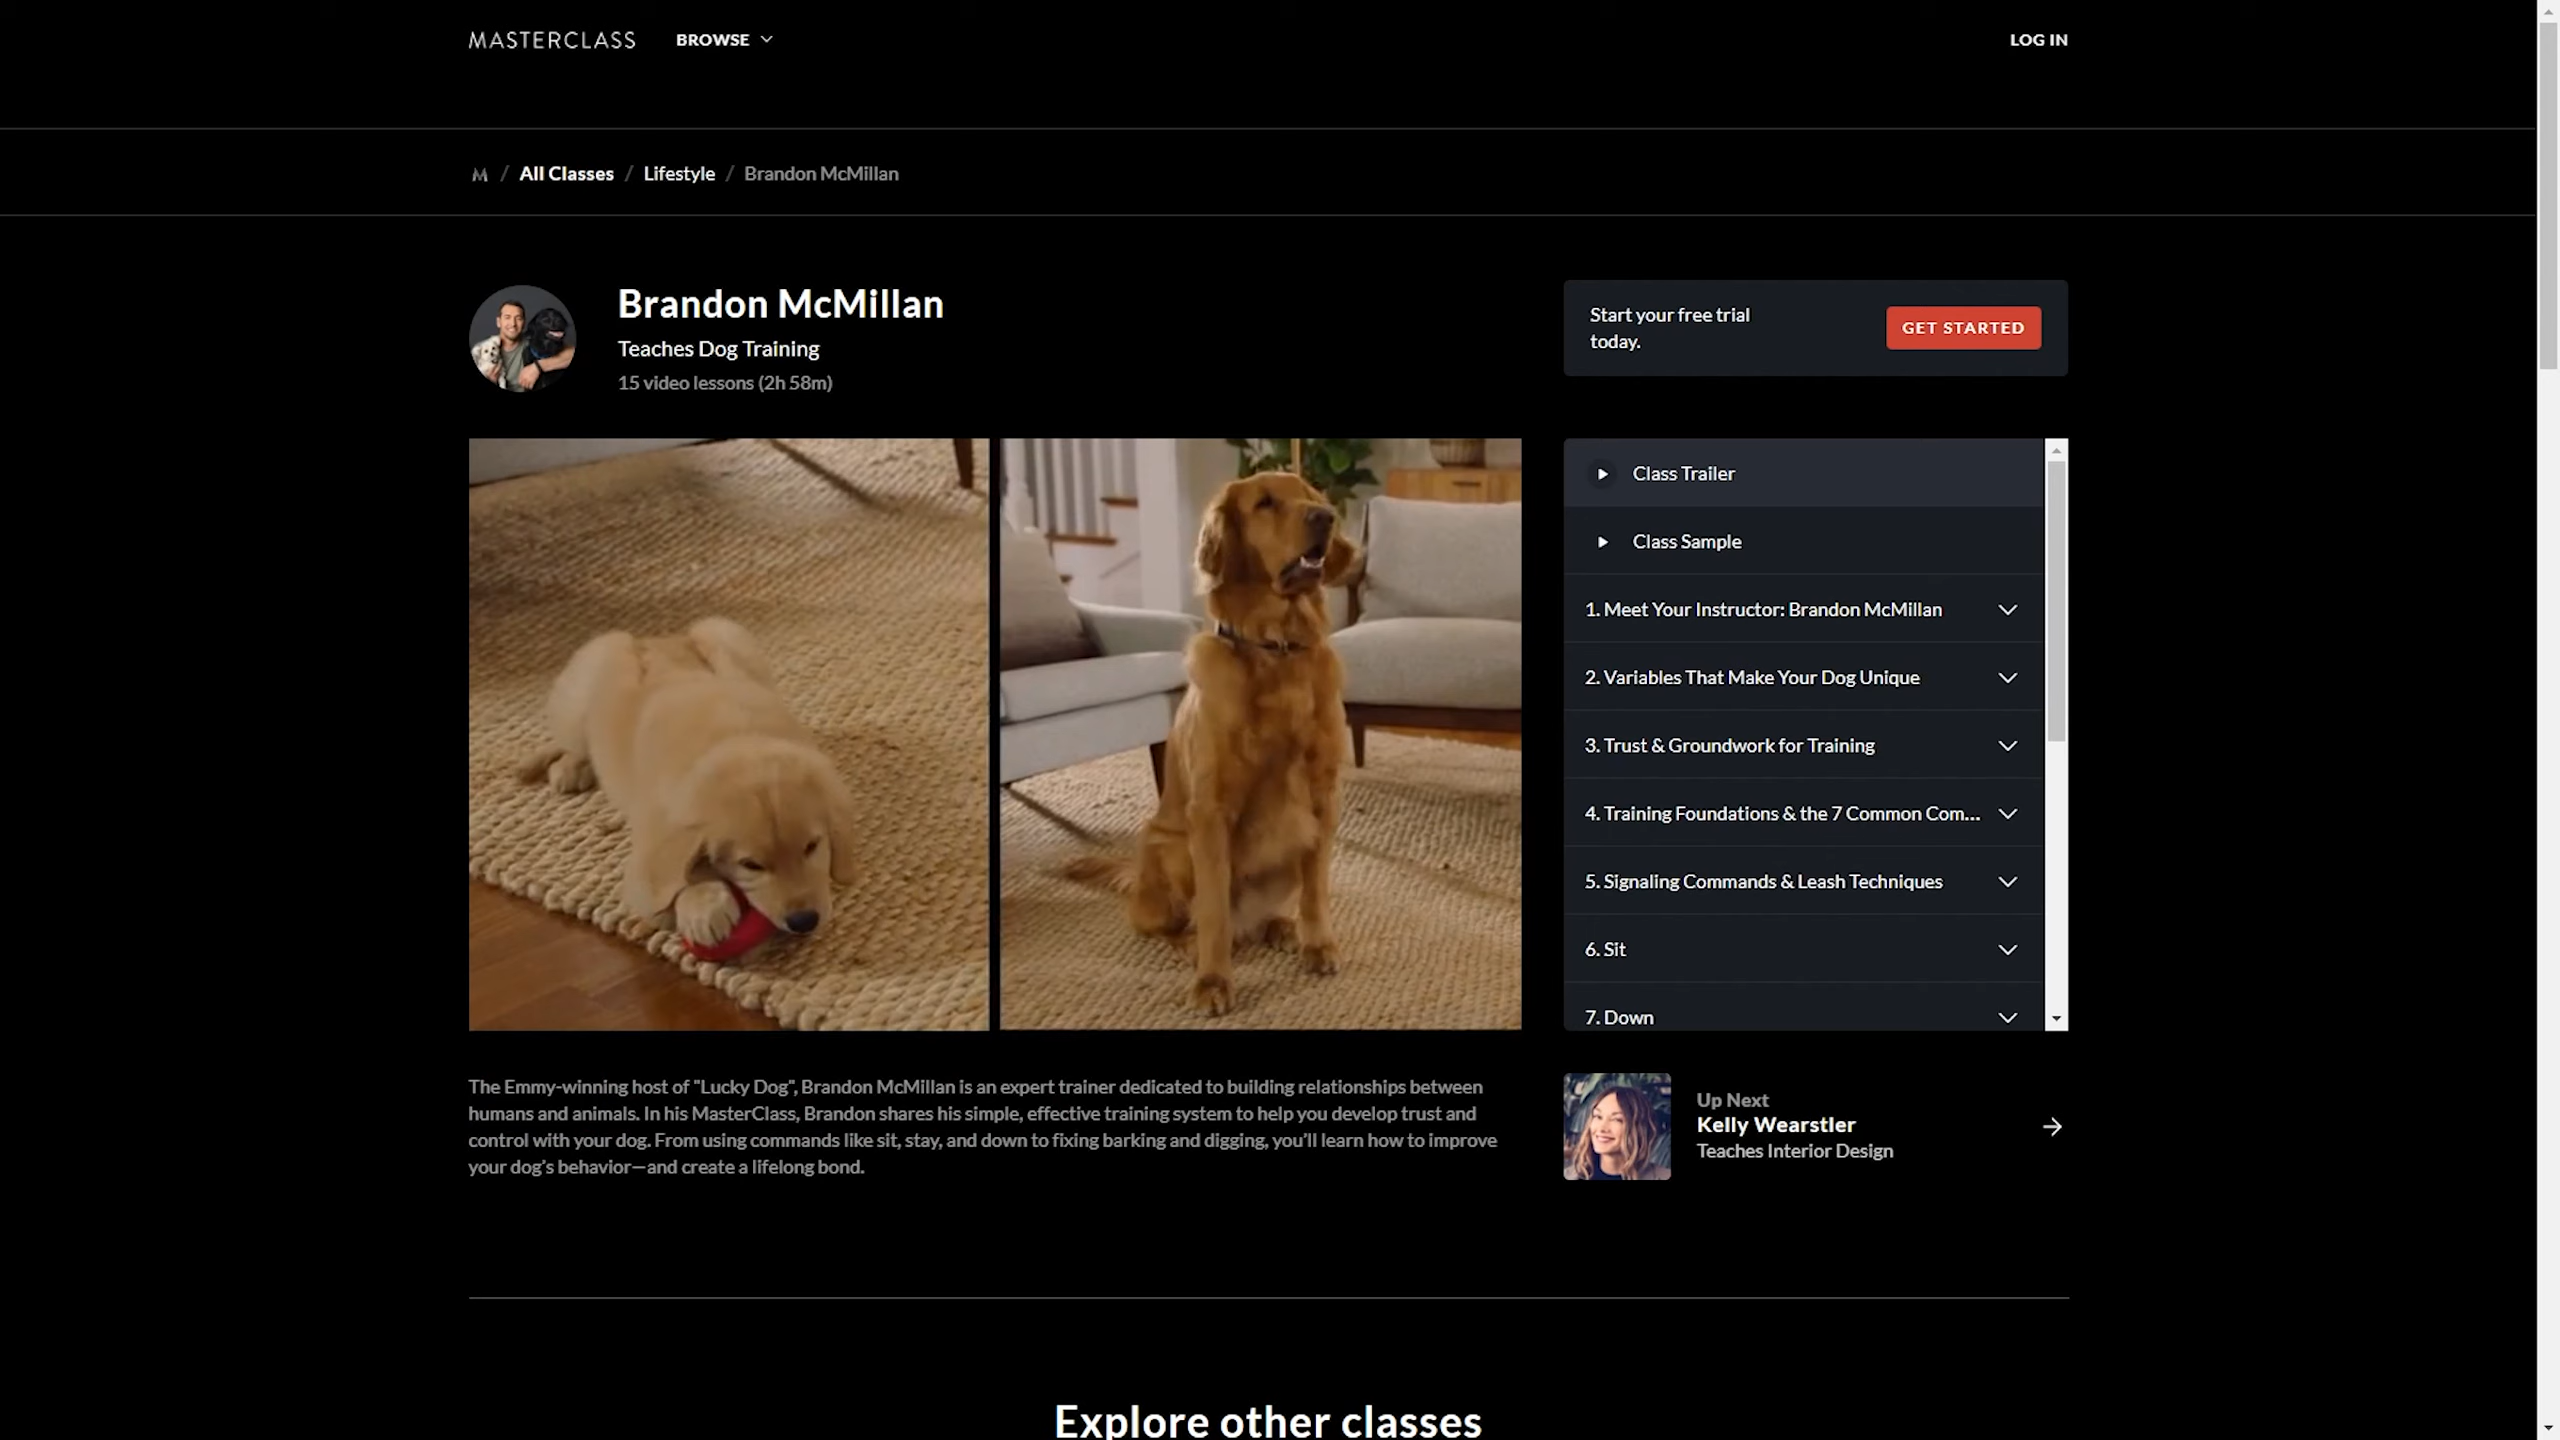 MASTERCLASS
BROWSE
LOG IN
M / All Classes / Lifestyle / Brandon McMillan
Brandon McMillan
Teaches Dog Training
15 video lessons (2h 58m)
Start your free trial
today.
GET STARTED
Class Trailer
Class Sample
1. Meet Your Instructor: Brandon McMillan
2. Variables That Make Your Dog Unique
3. Trust & Groundwork for Training
4. Training Foundations & the 7 Common Com...
5. Signaling Commands & Leash Techniques
6. Sit
7. Down
The Emmy-winning host of "Lucky Dog", Brandon McMillan is an expert trainer dedicated to building relationships between
humans and animals. In his MasterClass, Brandon shares his simple, effective training system to help you develop trust and
control with your dog. From using commands like sit, stay, and down to fixing barking and digging, you'll learn how to improve
your dog's behavior—and create a lifelong bond.
Up Next
Kelly Wearstler
Teaches Interior Design
Explore other classes